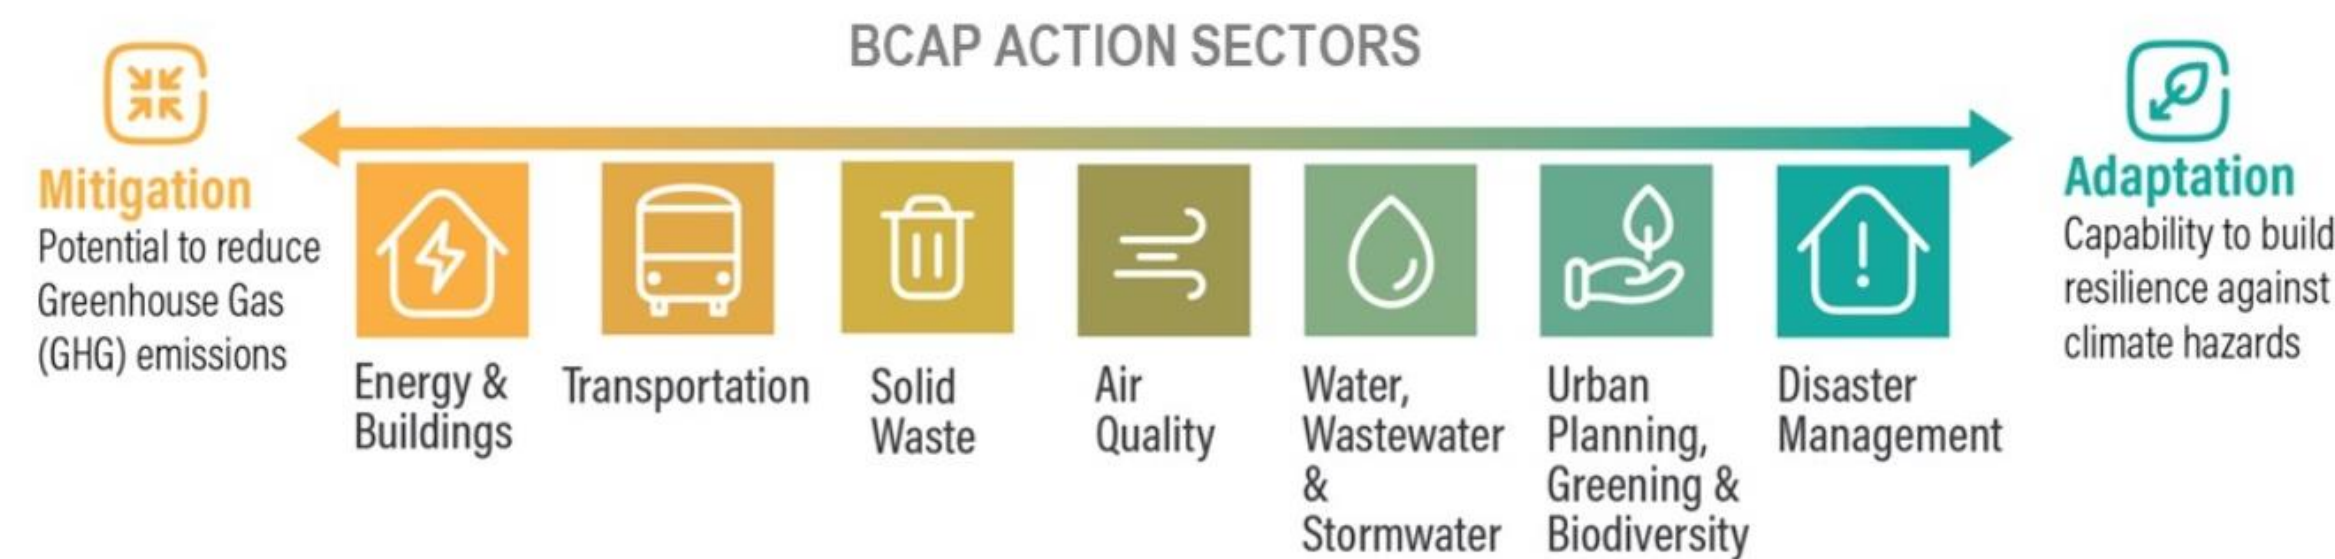 BCAP ACTION SECTORS
Mitigation
Potential to reduce
Greenhouse Gas
(GHG) emissions
Energy &
Buildings
Transportation
Solid
Waste
Air
Quality
Water,
Wastewater
&
Stormwater
Urban
Planning,
Greening &
Biodiversity
Disaster
Management
Adaptation
Capability to build
resilience against
climate hazards